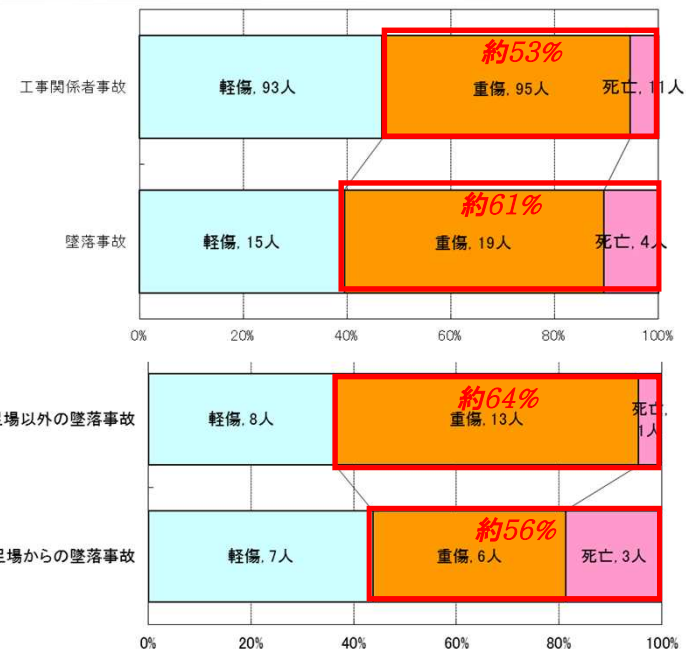 約53%
工事関係者事故
軽傷, 93人
重傷, 95人
死亡, 11人
約61%
墜落事故
軽傷, 15人
重傷, 19人
死亡, 4人
0% 20% 40% 60% 80% 100%
約64%
場以外の墜落事故
軽傷, 8人
重傷, 13人
死亡,
1人
約56%
場からの墜落事故
軽傷, 7人
重傷, 6人
死亡, 3人
0% 20% 40% 60% 80% 100%